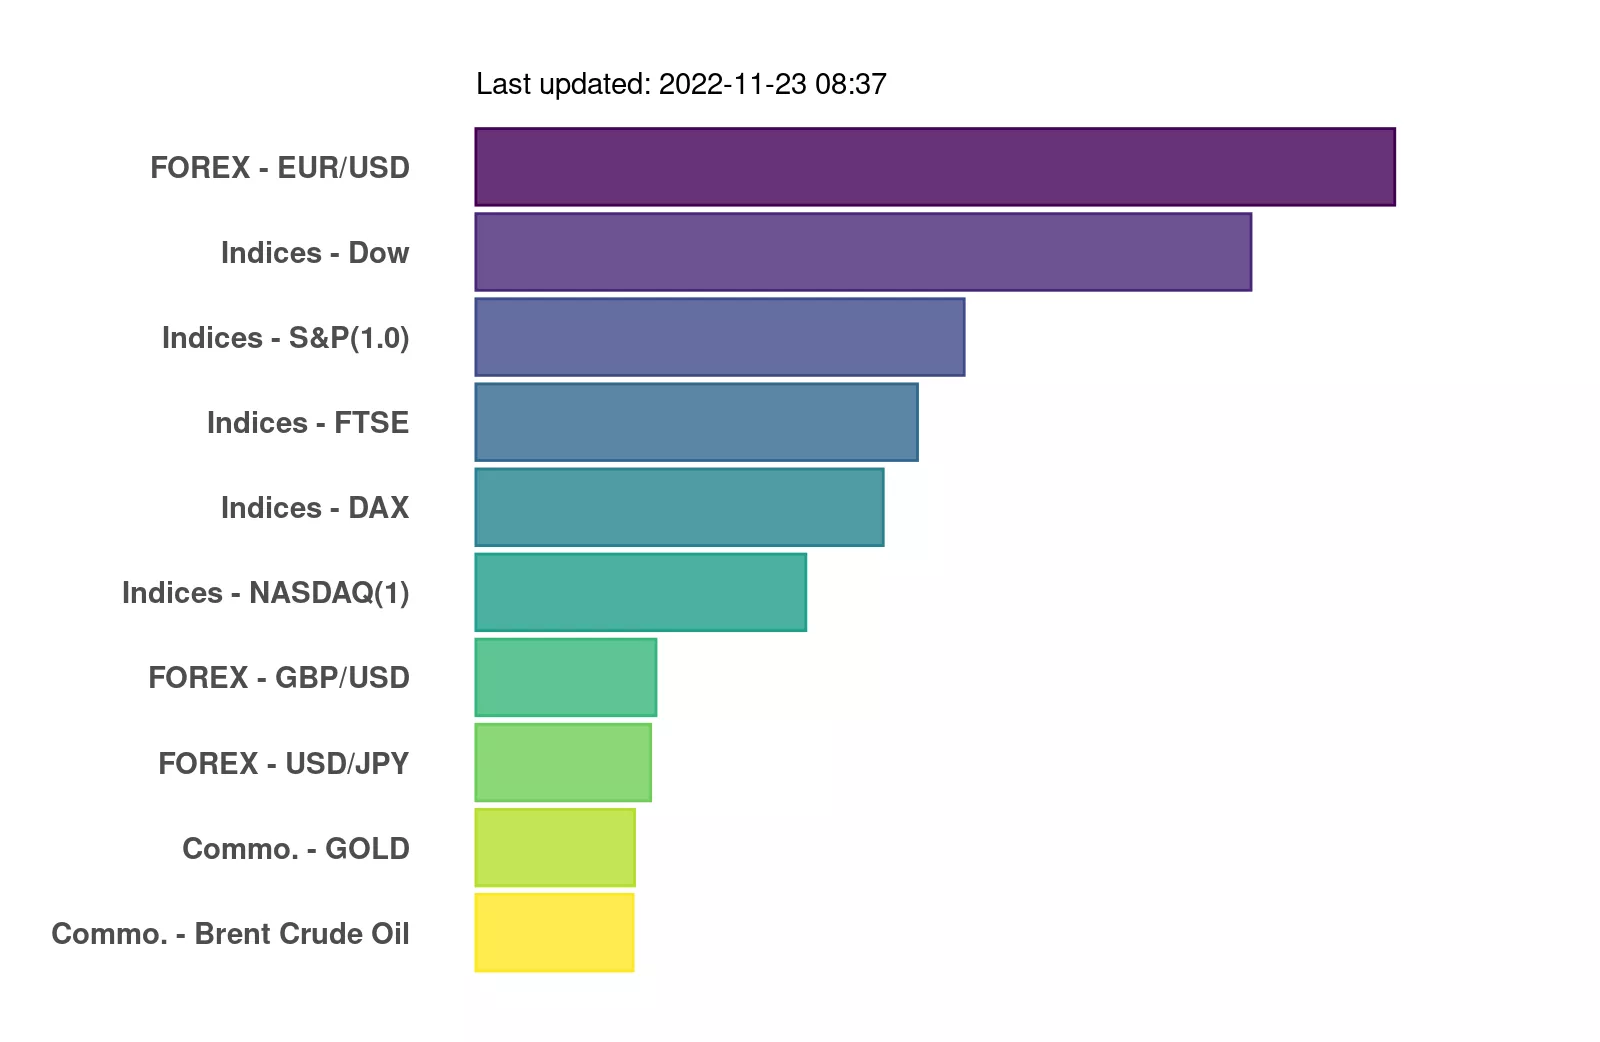 Last updated: 2022-11-23 08:37
FOREX - EUR/USD
Indices - Dow
Indices - S&P(1.0)
Indices - FTSE
Indices - DAX
Indices - NASDAQ(1)
FOREX - GBP/USD
FOREX - USD/JPY
Commo. - GOLD
Commo. - Brent Crude Oil